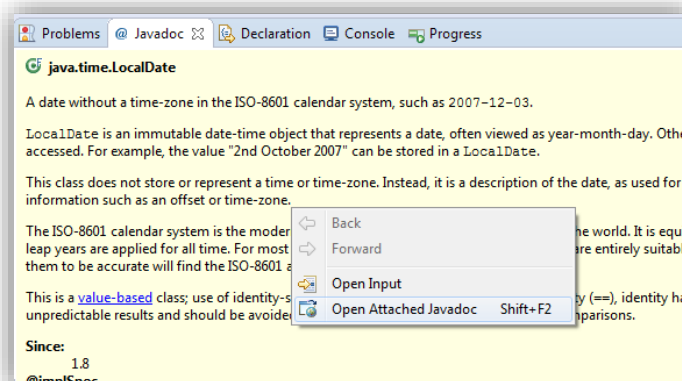 Problems @ Javadoc Declaration Console Progress
java.time.LocalDate
A date without a time-zone in the ISO-8601 calendar system, such as 2007-12-03.
LocalDate is an immutable date-time object that represents a date, often viewed as year-month-day. Othe
accessed. For example, the value "2nd October 2007" can be stored in a LocalDate.
This class does not store or represent a time or time-zone. Instead, it is a description of the date, as used for
information such as an offset or time-zone.
The ISO-8601 calendar system is the moder he world. It is equ
leap years are applied for all time. For most are entirely suitabl
them to be accurate will find the ISO-8601 a
This is a value-based class; use of identity-s y (==), identity ha
unpredictable results and should be avoide parisons.
Back
Forward
Open Input
Open Attached Javadoc Shift+F2
Since:
1.8
@implSpec